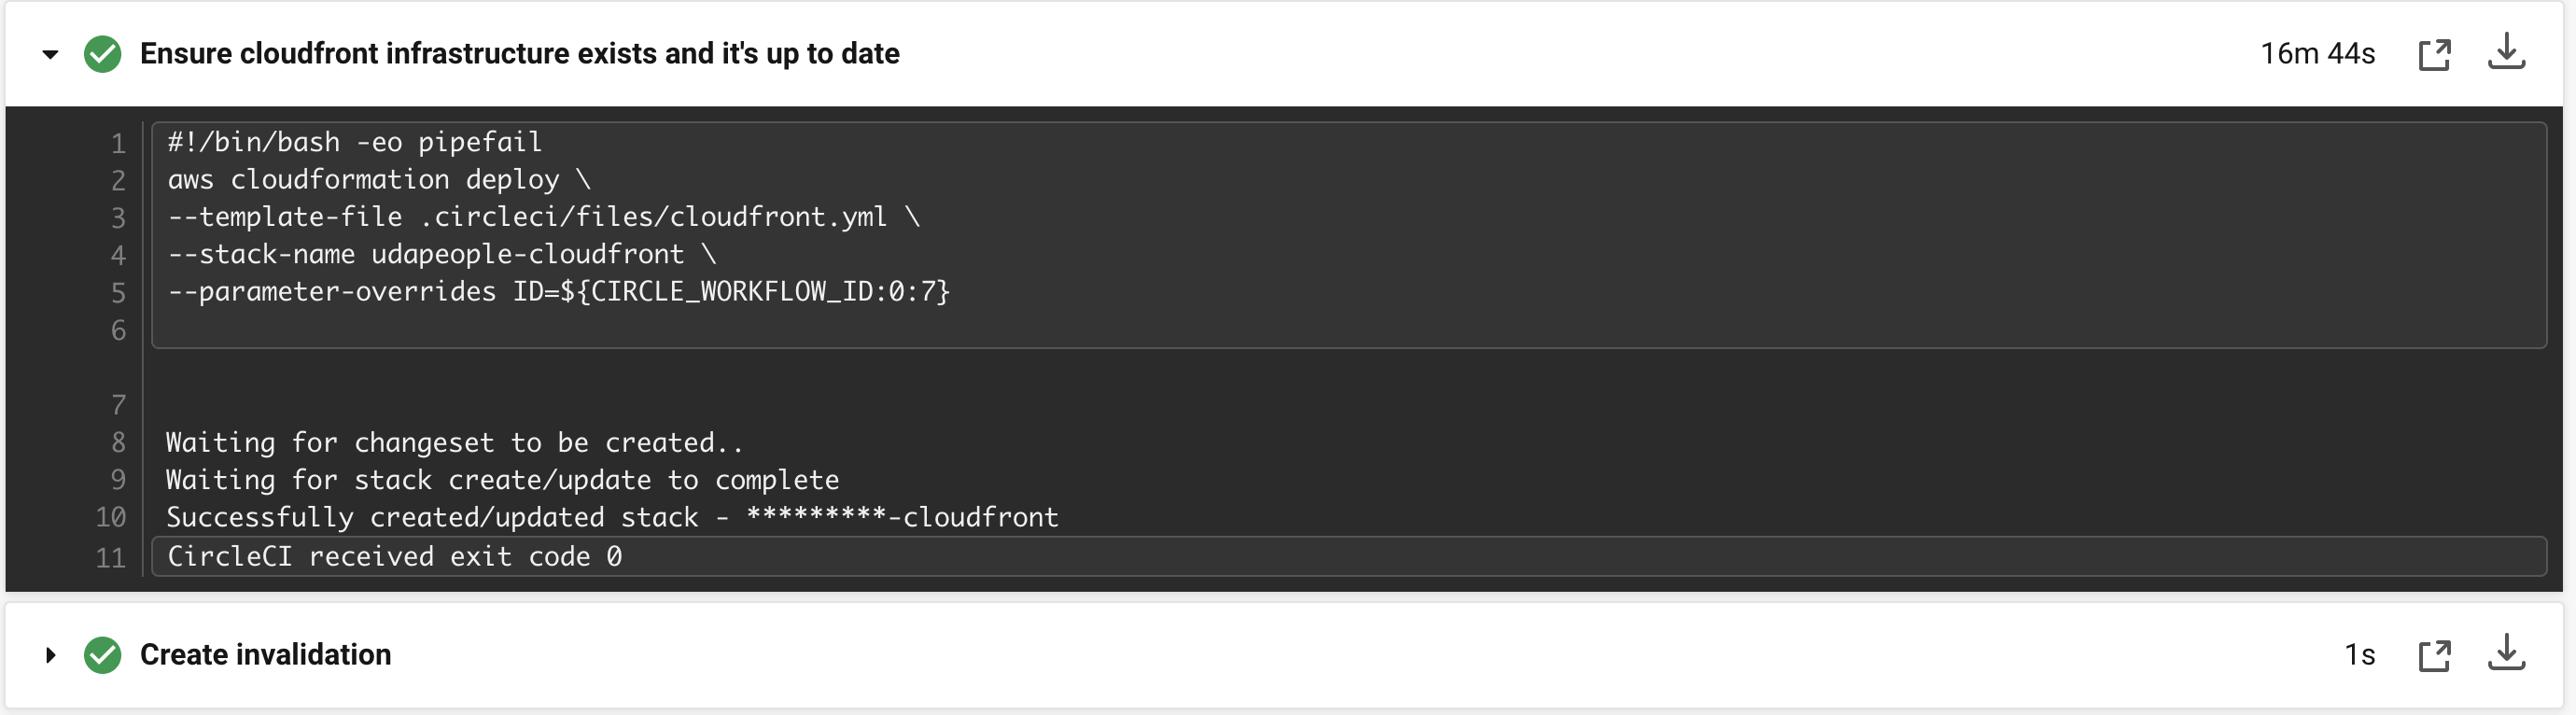 Ensure cloudfront infrastructure exists and it's up to date 16m 44s
1 #!/bin/bash -eo pipefail
2 aws cloudformation deploy \
3 --template-file .circleci/files/cloudfront.yml \
4 --stack-name udapeople-cloudfront \
5 --parameter-overrides ID=${CIRCLE_WORKFLOW_ID:0:7}
6
7
8 Waiting for changeset to be created..
9 Waiting for stack create/update to complete
10 Successfully created/updated stack - *********-cloudfront
11 CircleCI received exit code 0
Create invalidation 1s